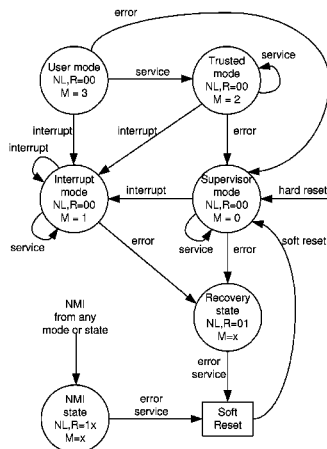 error
User mode
NL,R=00
M = 3
service
Trusted
mode
NL,R=00
M = 2
service
interrupt
interrupt
error
interrupt
Interrupt
mode
NL,R=00
M = 1
interrupt
Supervisor
mode
NL,R=00
M = 0
hard reset
service
error
service
error
soft
reset
NMI
from any
mode or state
Recovery
state
NL,R=01
M=x
error
service
NMI
state
NL,R=1x
M=x
error
service
Soft
Reset